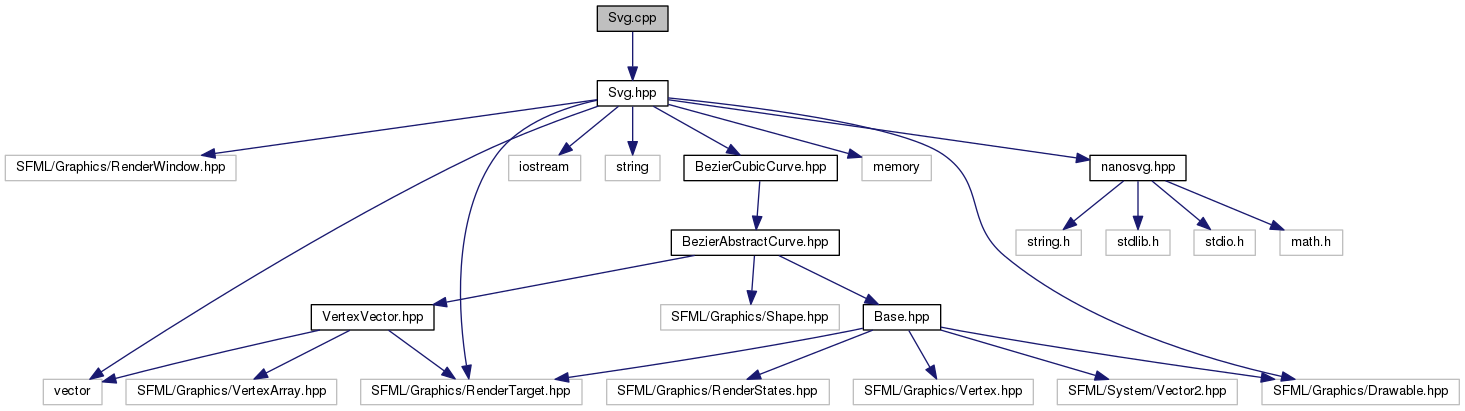 Svg.cpp
Svg.hpp
SFML/Graphics/RenderWindow.hpp
iostream
string
BezierCubicCurve.hpp
memory
nanosvg.hpp
BezierAbstractCurve.hpp
string.h
stdlib.h
stdio.h
math.h
VertexVector.hpp
SFML/Graphics/Shape.hpp
Base.hpp
vector
SFML/Graphics/VertexArray.hpp
SFML/Graphics/RenderTarget.hpp
SFML/Graphics/RenderStates.hpp
SFML/Graphics/Vertex.hpp
SFML/System/Vector2.hpp
SFML/Graphics/Drawable.hpp